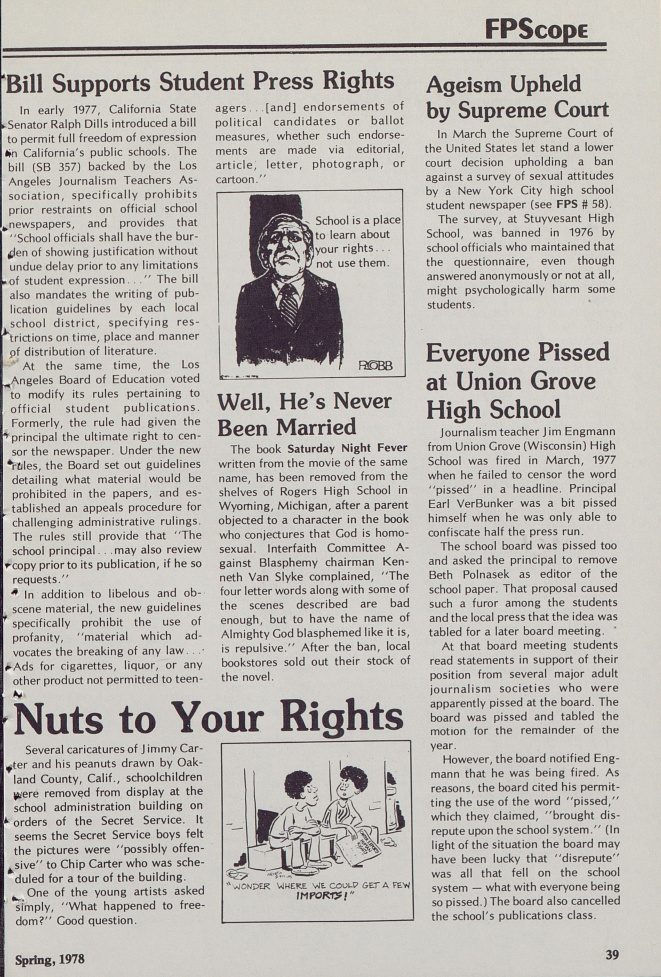 FPScope
Bill Supports Student Press Rights
In early 1977, California State
Senator Ralph Dills introduced a bill
to permit full freedom of expression
in California's public schools. The
bill (SB 357) backed by the Los
Angeles Journalism Teachers As-
sociation, specifically prohibits
prior restraints on official school
newspapers, and provides that
"School officials shall have the bur-
den of showing justification without
undue delay prior to any limitations
of student expression..." The bill
also mandates the writing of pub-
lication guidelines by each local
school district, specifying res-
trictions on time, place and manner
of distribution of literature.
At the same time, the Los
Angeles Board of Education voted
to modify its rules pertaining to
official student publications.
Formerly, the rule had given the
principal the ultimate right to cen-
sor the newspaper. Under the new
rules, the Board set out guidelines
detailing what material would be
prohibited in the papers, and es-
tablished an appeals procedure for
challenging administrative rulings.
The rules still provide that "The
school principal...may also review
copy prior to its publication, if he so
requests."
In addition to libelous and ob-
scene material, the new guidelines
specifically prohibit the use of
profanity, "material which ad-
vocates the breaking of any law...
Ads for cigarettes, liquor, or any
other product not permitted to teen-
agers...[and] endorsements of
political candidates or ballot
measures, whether such endorse-
ments are made via editorial,
article, letter, photograph, or
cartoon."
School is a place
to learn about
your rights...
not use them.
ROBB
Well, He's Never
Been Married
The book Saturday Night Fever
written from the movie of the same
name, has been removed from the
shelves of Rogers High School in
Wyoming, Michigan, after a parent
objected to a character in the book
who conjectures that God is homo-
sexual. Interfaith Committee A-
gainst Blasphemy chairman Ken-
neth Van Slyke complained, "The
four letter words along with some of
the scenes described are bad
enough, but to have the name of
Almighty God blasphemed like it is,
is repulsive." After the ban, local
bookstores sold out their stock of
the novel.
Nuts to Your Rights
Several caricatures of Jimmy Car-
ter and his peanuts drawn by Oak-
land County, Calif., schoolchildren
were removed from display at the
school administration building on
orders of the Secret Service. It
seems the Secret Service boys felt
the pictures were "possibly offen-
sive" to Chip Carter who was sche-
duled for a tour of the building.
One of the young artists asked
simply, "What happened to free-
dom?" Good question.
"WONDER WHERE WE COULD GET A FEW
IMPORTS!"
Ageism Upheld
by Supreme Court
In March the Supreme Court of
the United States let stand a lower
court decision upholding a ban
against a survey of sexual attitudes
by a New York City high school
student newspaper (see FPS # 58).
The survey, at Stuyvesant High
School, was banned in 1976 by
school officials who maintained that
the questionnaire, even though
answered anonymously or not at all,
might psychologically harm some
students.
Everyone Pissed
at Union Grove
High School
Journalism teacher Jim Engmann
from Union Grove (Wisconsin) High
School was fired in March, 1977
when he failed to censor the word
"pissed" in a headline. Principal
Earl VerBunker was a bit pissed
himself when he was only able to
confiscate half the press run.
The school board was pissed too
and asked the principal to remove
Beth Polnasek as editor of the
school paper. That proposal caused
such a furor among the students
and the local press that the idea was
tabled for a later board meeting.
At that board meeting students
read statements in support of their
position from several major adult
journalism societies who were
apparently pissed at the board. The
board was pissed and tabled the
motion for the remainder of the
year.
However, the board notified Eng-
mann that he was being fired. As
reasons, the board cited his permit-
ting the use of the word "pissed,"
which they claimed, "brought dis-
repute upon the school system." (In
light of the situation the board may
have been lucky that "disrepute"
was all that fell on the school
system — what with everyone being
so pissed.) The board also cancelled
the school's publications class.
Spring, 1978
39